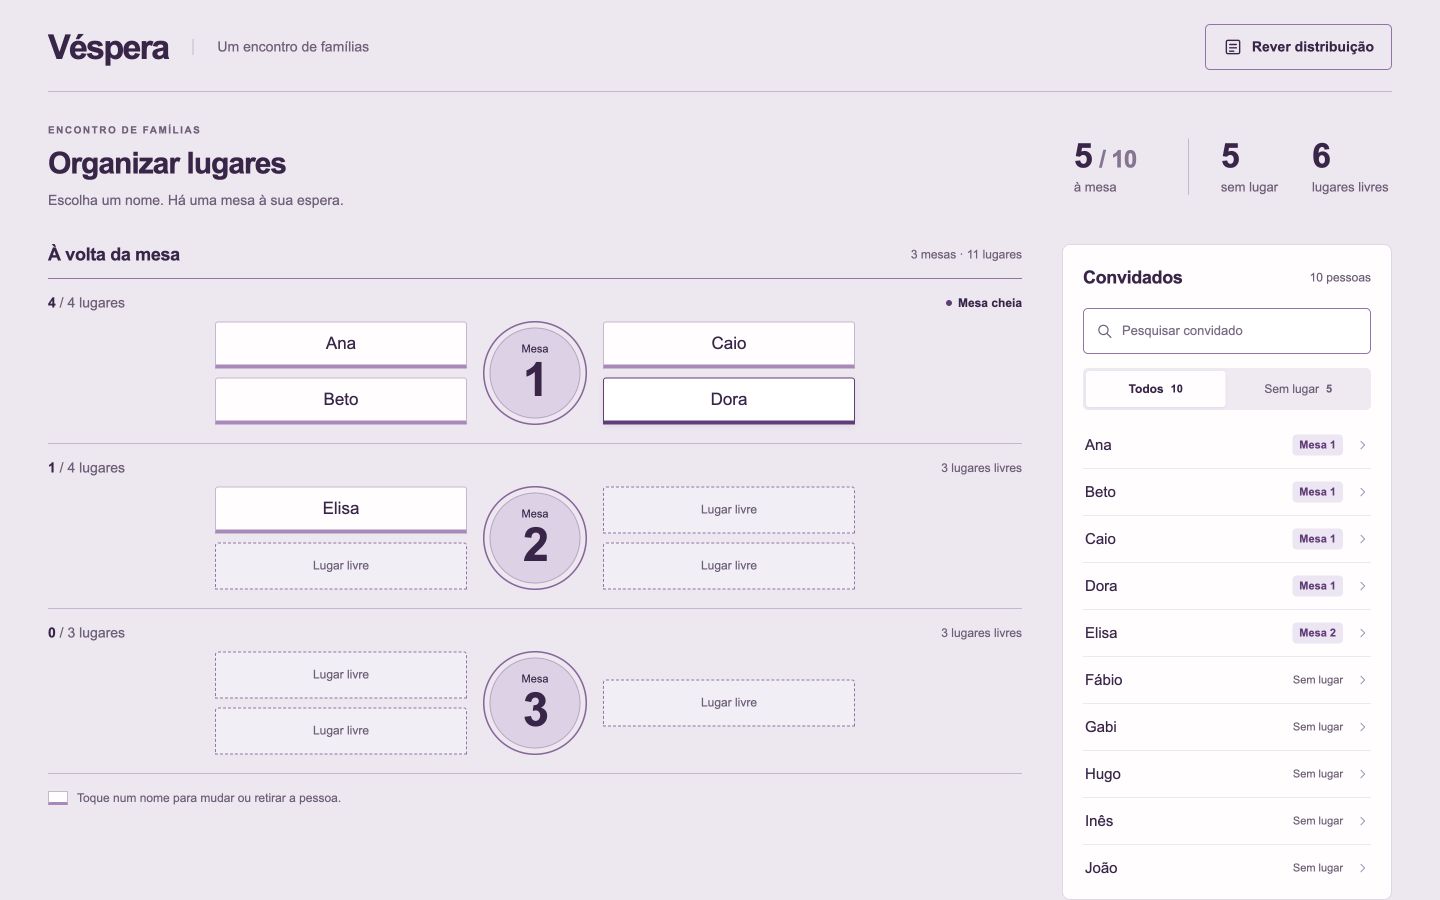 Véspera
Um encontro de famílias
Rever distribuição
ENCONTRO DE FAMÍLIAS
Organizar lugares
Escolha um nome. Há uma mesa à sua espera.
5 / 10
à mesa
5
sem lugar
6
lugares livres
À volta da mesa
3 mesas · 11 lugares
4 / 4 lugares
Mesa cheia
Ana
Beto
Mesa
1
Caio
Dora
1 / 4 lugares
3 lugares livres
Elisa
Lugar livre
Mesa
2
Lugar livre
Lugar livre
0 / 3 lugares
3 lugares livres
Lugar livre
Lugar livre
Mesa
3
Lugar livre
Toque num nome para mudar ou retirar a pessoa.
Convidados
10 pessoas
Pesquisar convidado
Todos 10
Sem lugar 5
Ana Mesa 1
Beto Mesa 1
Caio Mesa 1
Dora Mesa 1
Elisa Mesa 2
Fábio Sem lugar
Gabi Sem lugar
Hugo Sem lugar
Inês Sem lugar
João Sem lugar